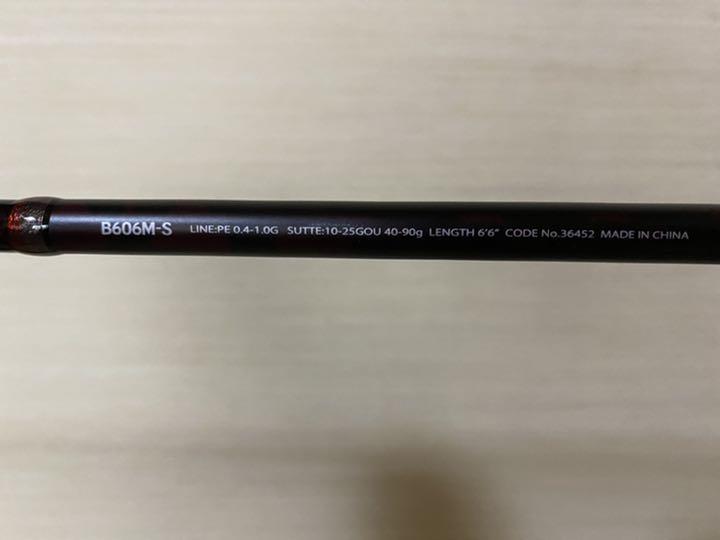 B606M-S LINE:PE 0.4-1.0G SUTTE:10-25GOU 40-90g LENGTH 6'6" CODE No.36452 MADE IN CHINA